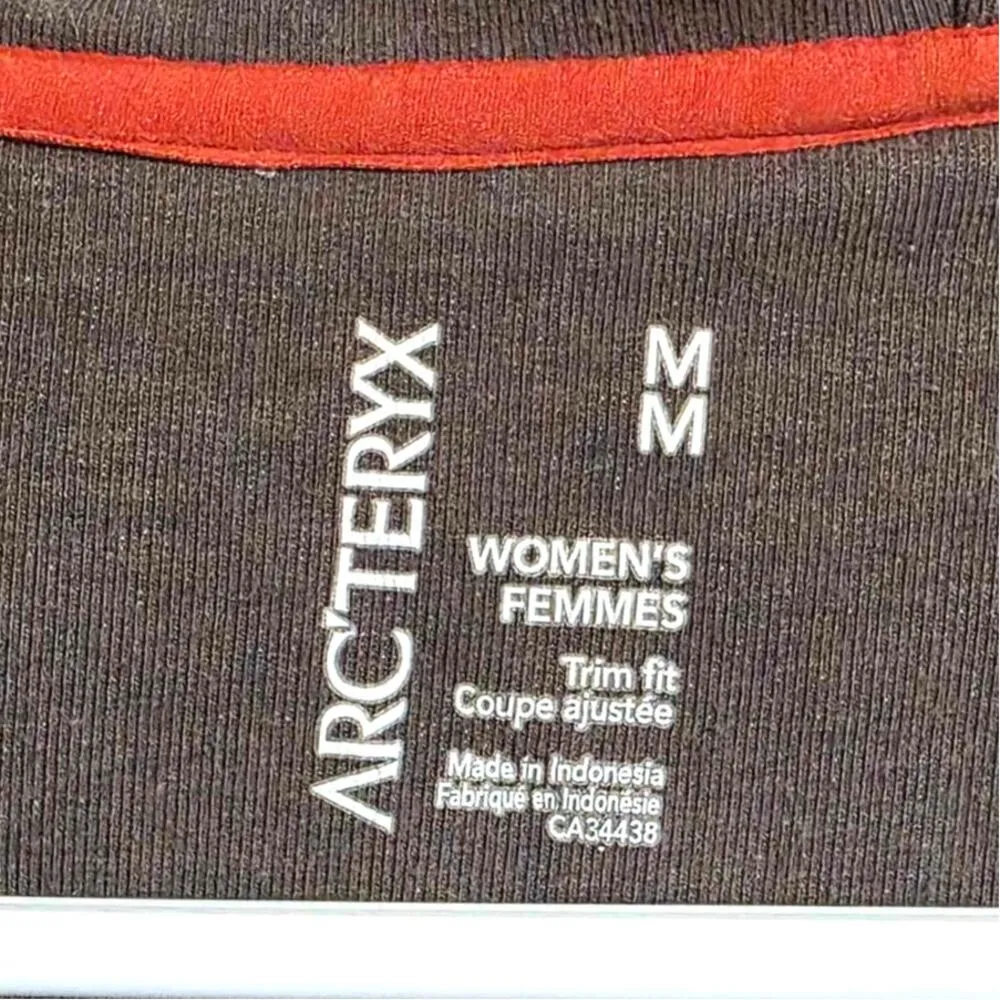 ARC'TERYX
M
M
WOMEN'S
FEMMES
Trim fit
Coupe ajustée
Made in Indonesia
Fabriqué en Indonésie
CA34438